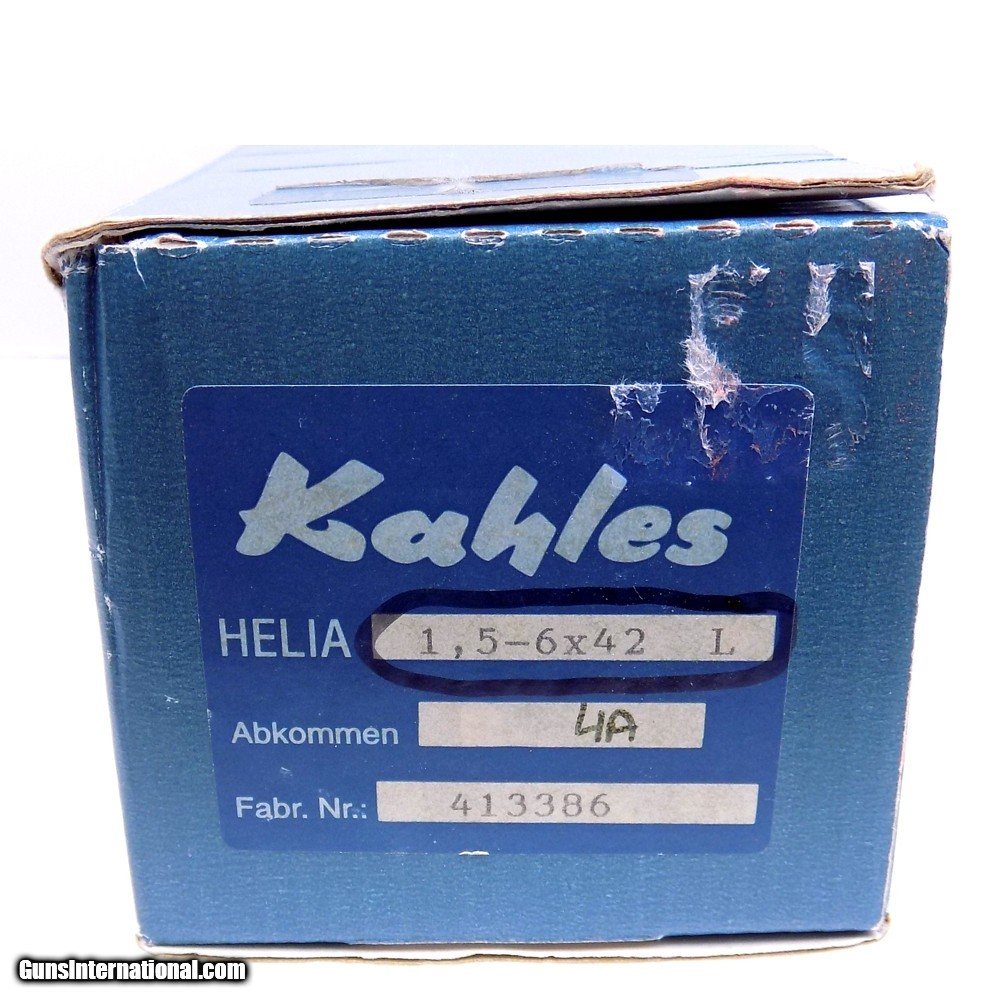 Kahles
HELIA 1,5-6x42 L
Abkommen 4A
Fabr. Nr.: 413386
GunsInternational.com